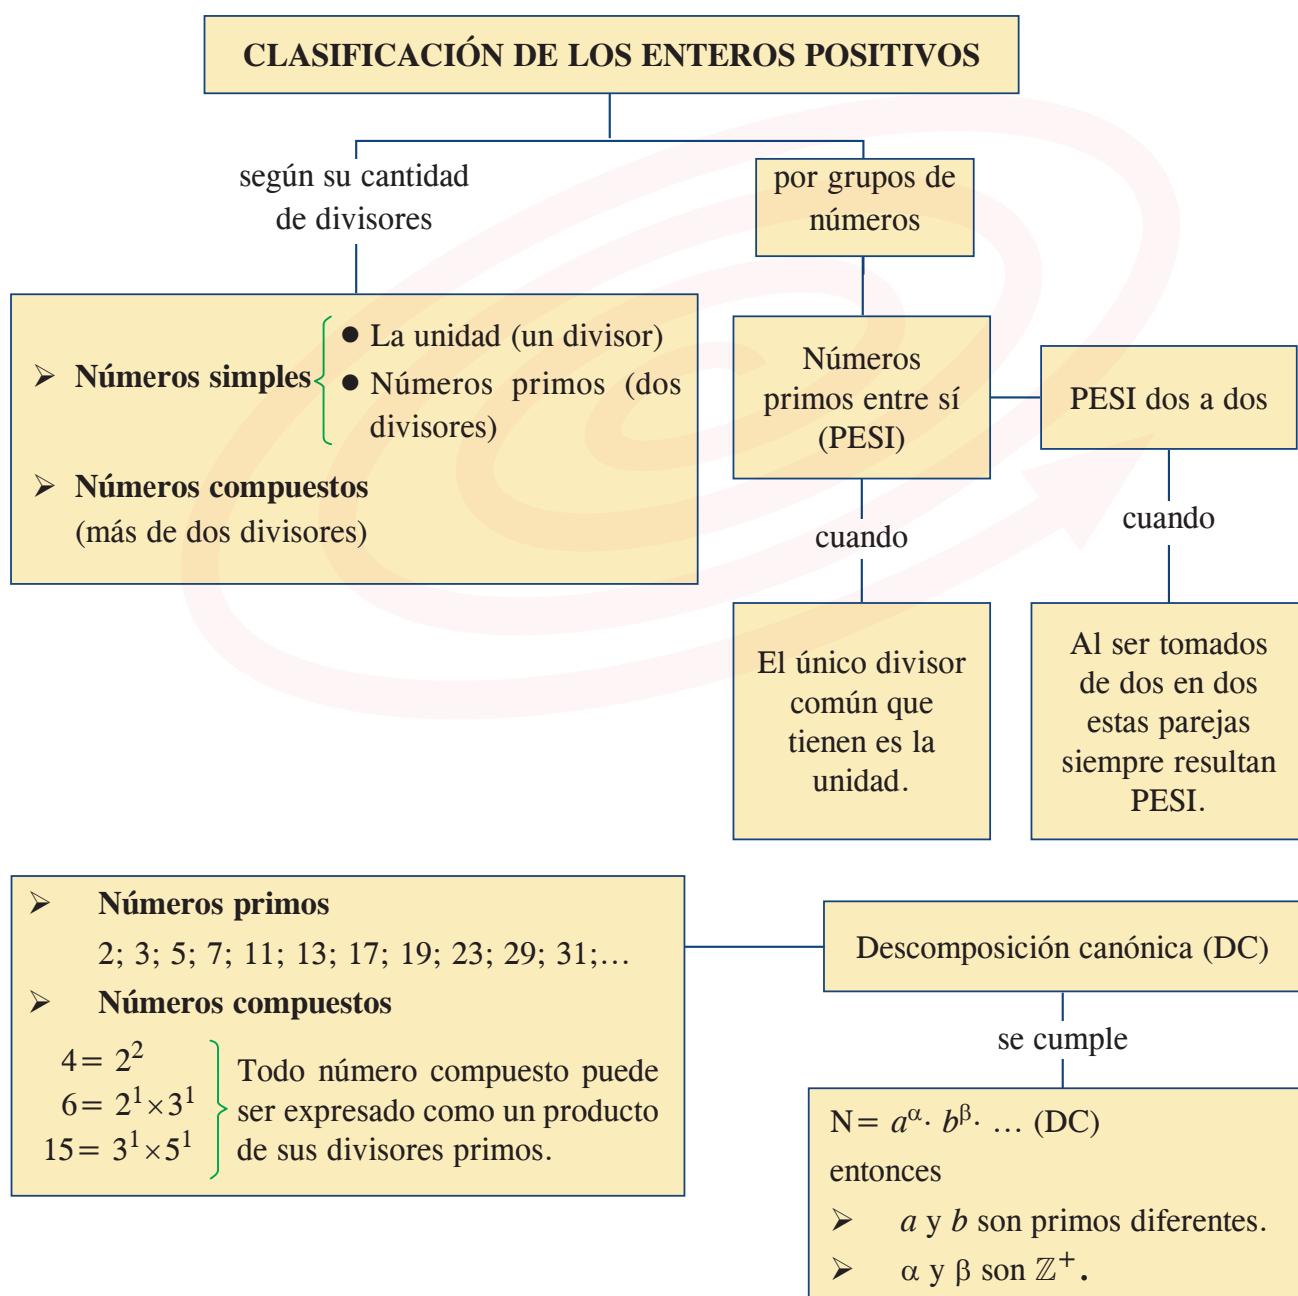 CLASIFICACIÓN DE LOS ENTEROS POSITIVOS
según su cantidad
de divisores
➢ Números simples
● La unidad (un divisor)
● Números primos (dos
divisores)
➢ Números compuestos
(más de dos divisores)
por grupos de
números
Números
primos entre sí
(PESI)
PESI dos a dos
cuando
El único divisor
común que
tienen es la
unidad.
cuando
Al ser tomados
de dos en dos
estas parejas
siempre resultan
PESI.
➢ Números primos
2; 3; 5; 7; 11; 13; 17; 19; 23; 29; 31;...
➢ Números compuestos
4= 2²
6= 2¹×3¹
15= 3¹×5¹
Todo número compuesto puede
ser expresado como un producto
de sus divisores primos.
Descomposición canónica (DC)
se cumple
N= a^α· b^β· ... (DC)
entonces
➢ a y b son primos diferentes.
➢ α y β son ℤ⁺.